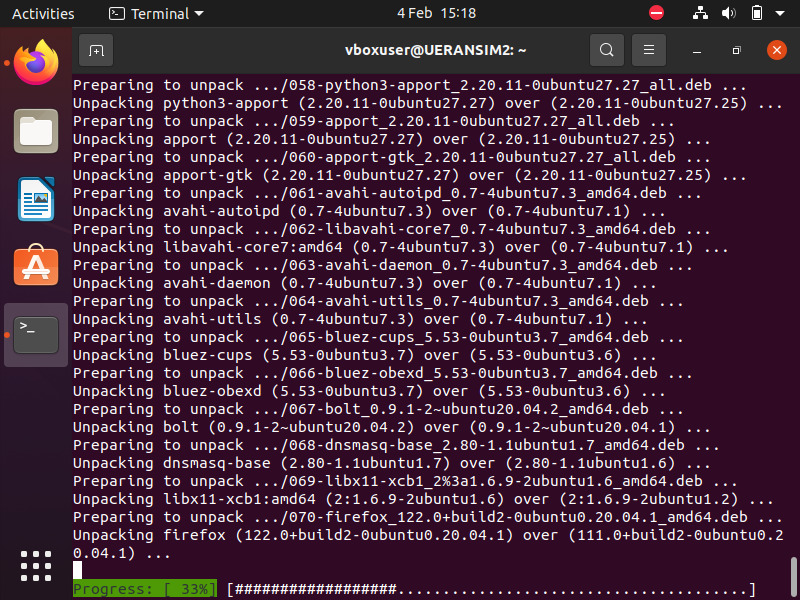 Activities
Terminal
4 Feb 15:18
vboxuser@UERANSIM2: ~
Preparing to unpack .../058-python3-apport_2.20.11-0ubuntu27.27_all.deb ...
Unpacking python3-apport (2.20.11-0ubuntu27.27) over (2.20.11-0ubuntu27.25) ...
Preparing to unpack .../059-apport_2.20.11-0ubuntu27.27_all.deb ...
Unpacking apport (2.20.11-0ubuntu27.27) over (2.20.11-0ubuntu27.25) ...
Preparing to unpack .../060-apport-gtk_2.20.11-0ubuntu27.27_all.deb ...
Unpacking apport-gtk (2.20.11-0ubuntu27.27) over (2.20.11-0ubuntu27.25) ...
Preparing to unpack .../061-avahi-autoipd_0.7-4ubuntu7.3_amd64.deb ...
Unpacking avahi-autoipd (0.7-4ubuntu7.3) over (0.7-4ubuntu7.1) ...
Preparing to unpack .../062-libavahi-core7_0.7-4ubuntu7.3_amd64.deb ...
Unpacking libavahi-core7:amd64 (0.7-4ubuntu7.3) over (0.7-4ubuntu7.1) ...
Preparing to unpack .../063-avahi-daemon_0.7-4ubuntu7.3_amd64.deb ...
Unpacking avahi-daemon (0.7-4ubuntu7.3) over (0.7-4ubuntu7.1) ...
Preparing to unpack .../064-avahi-utils_0.7-4ubuntu7.3_amd64.deb ...
Unpacking avahi-utils (0.7-4ubuntu7.3) over (0.7-4ubuntu7.1) ...
Preparing to unpack .../065-bluez-cups_5.53-0ubuntu3.7_amd64.deb ...
Unpacking bluez-cups (5.53-0ubuntu3.7) over (5.53-0ubuntu3.6) ...
Preparing to unpack .../066-bluez-obexd_5.53-0ubuntu3.7_amd64.deb ...
Unpacking bluez-obexd (5.53-0ubuntu3.7) over (5.53-0ubuntu3.6) ...
Preparing to unpack .../067-bolt_0.9.1-2~ubuntu20.04.2_amd64.deb ...
Unpacking bolt (0.9.1-2~ubuntu20.04.2) over (0.9.1-2~ubuntu20.04.1) ...
Preparing to unpack .../068-dnsmasq-base_2.80-1.1ubuntu1.7_amd64.deb ...
Unpacking dnsmasq-base (2.80-1.1ubuntu1.7) over (2.80-1.1ubuntu1.6) ...
Preparing to unpack .../069-libx11-xcb1_2%3a1.6.9-2ubuntu1.6_amd64.deb ...
Unpacking libx11-xcb1:amd64 (2:1.6.9-2ubuntu1.6) over (2:1.6.9-2ubuntu1.2) ...
Preparing to unpack .../070-firefox_122.0+build2-0ubuntu0.20.04.1_amd64.deb ...
Unpacking firefox (122.0+build2-0ubuntu0.20.04.1) over (111.0+build2-0ubuntu0.2
0.04.1) ...
Progress: [ 33%] [##################.......................................]